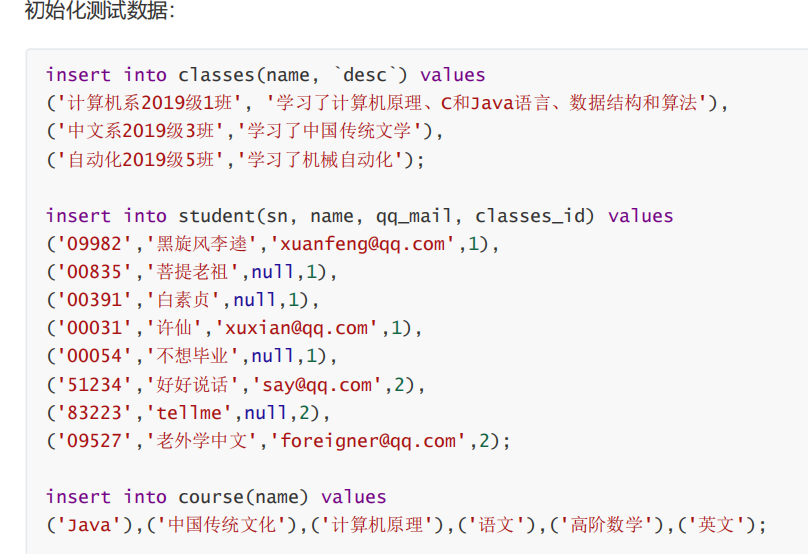 初始化测试数据：
insert into classes(name, `desc`) values
('计算机系2019级1班', '学习了计算机原理、C和Java语言、数据结构和算法'),
('中文系2019级3班','学习了中国传统文学'),
('自动化2019级5班','学习了机械自动化');
insert into student(sn, name, qq_mail, classes_id) values
('09982','黑旋风李逵','xuanfeng@qq.com',1),
('00835','菩提老祖',null,1),
('00391','白素贞',null,1),
('00031','许仙','xuxian@qq.com',1),
('00054','不想毕业',null,1),
('51234','好好说话','say@qq.com',2),
('83223','tellme',null,2),
('09527','老外学中文','foreigner@qq.com',2);
insert into course(name) values
('Java'),('中国传统文化'),('计算机原理'),('语文'),('高阶数学'),('英文');